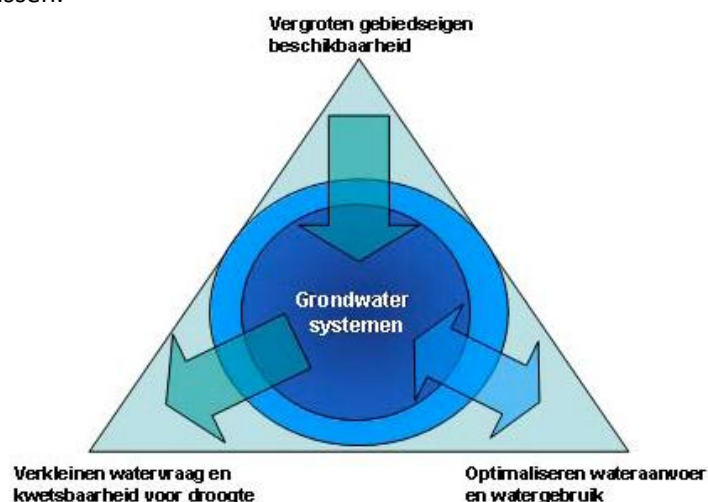 Vergroten gebiedseigen
beschikbaarheid
Grondwater
systemen
Verkleinen watervraag en
kwetsbaarheid voor droogte
Optimaliseren wateraanvoer
en watergebruik